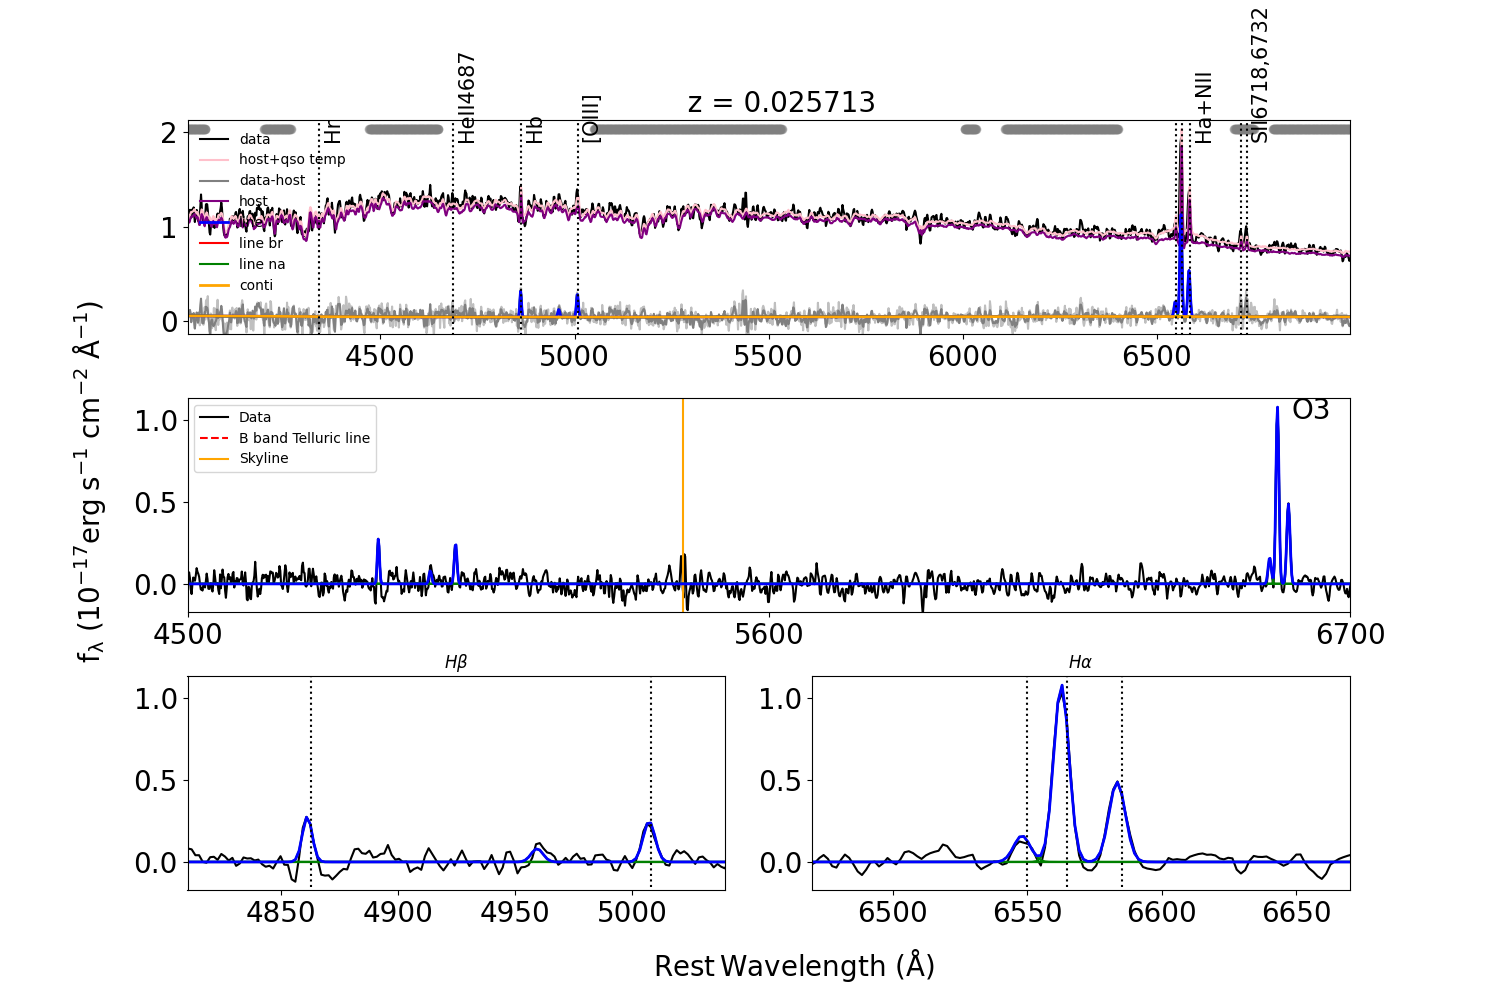 z = 0.025713
Hr
HeII4687
Hb
[OIII]
Ha+NII
SII6718,6732
data
host+qso temp
data-host
host
line br
line na
conti
2
1
0
4500
5000
5500
6000
6500
f_λ (10^−17 erg s^−1 cm^−2 Å^−1)
Data
B band Telluric line
Skyline
O3
1.0
0.5
0.0
4500
5600
6700
Hβ
1.0
0.5
0.0
4850
4900
4950
5000
Hα
1.0
0.5
0.0
6500
6550
6600
6650
Rest Wavelength (Å)